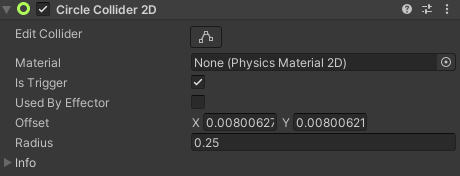 Circle Collider 2D
Edit Collider
Material None (Physics Material 2D)
Is Trigger
Used By Effector
Offset X 0.00800627 Y 0.00800621
Radius 0.25
Info